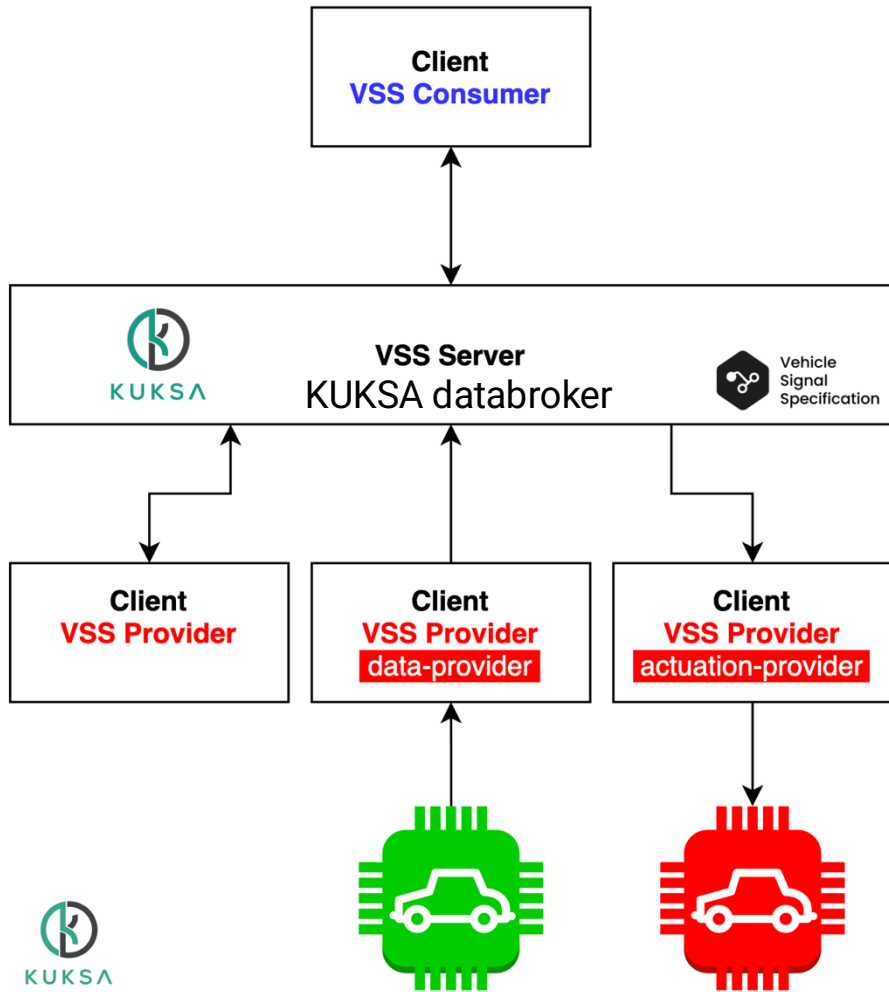 Client
VSS Consumer
KUKSA
VSS Server
KUKSA databroker
Vehicle
Signal
Specification
Client
VSS Provider
Client
VSS Provider
data-provider
Client
VSS Provider
actuation-provider
KUKSA